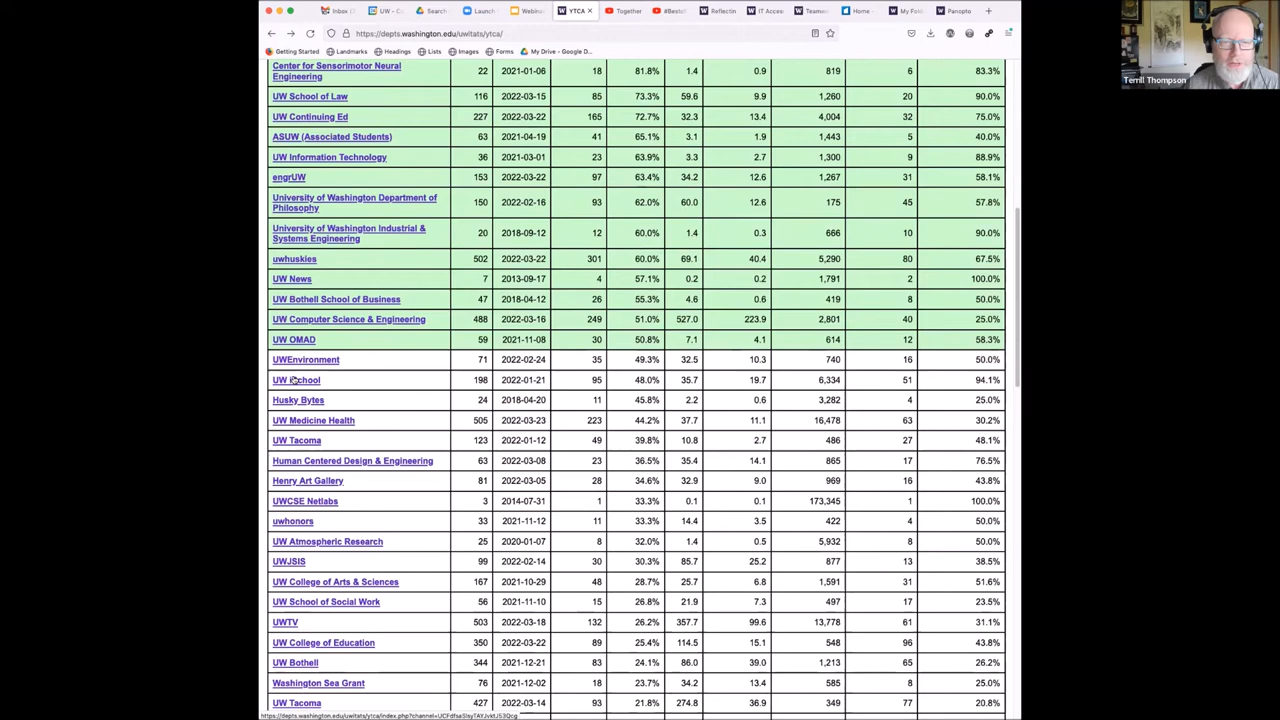 Inbox (
UW - C
Search
Launch
Webina
YTCA
Together
#Bestof
Reflectin
IT Acces
Teamw
Home -
My Fold
Panopto
https://depts.washington.edu/uwitats/ytca/
Getting Started Landmarks Headings Lists Images Forms My Drive - Google D...
Center for Sensorimotor Neural
Engineering 22 2021-01-06 18 81.8% 1.4 0.9 819 6 83.3%
UW School of Law 116 2022-03-15 85 73.3% 59.6 9.9 1,260 20 90.0%
UW Continuing Ed 227 2022-03-22 165 72.7% 32.3 13.4 4,004 32 75.0%
ASUW (Associated Students) 63 2021-04-19 41 65.1% 3.1 1.9 1,443 5 40.0%
UW Information Technology 36 2021-03-01 23 63.9% 3.3 2.7 1,300 9 88.9%
engrUW 153 2022-03-22 97 63.4% 34.2 12.6 1,267 31 58.1%
University of Washington Department of
Philosophy 150 2022-02-16 93 62.0% 60.0 12.6 175 45 57.8%
University of Washington Industrial &
Systems Engineering 20 2018-09-12 12 60.0% 1.4 0.3 666 10 90.0%
uwhuskies 502 2022-03-22 301 60.0% 69.1 40.4 5,290 80 67.5%
UW News 7 2013-09-17 4 57.1% 0.2 0.2 1,791 2 100.0%
UW Bothell School of Business 47 2018-04-12 26 55.3% 4.6 0.6 419 8 50.0%
UW Computer Science & Engineering 488 2022-03-16 249 51.0% 527.0 223.9 2,801 40 25.0%
UW OMAD 59 2021-11-08 30 50.8% 7.1 4.1 614 12 58.3%
UWEnvironment 71 2022-02-24 35 49.3% 32.5 10.3 740 16 50.0%
UW iSchool 198 2022-01-21 95 48.0% 35.7 19.7 6,334 51 94.1%
Husky Bytes 24 2018-04-20 11 45.8% 2.2 0.6 3,282 4 25.0%
UW Medicine Health 505 2022-03-23 223 44.2% 37.7 11.1 16,478 63 30.2%
UW Tacoma 123 2022-01-12 49 39.8% 10.8 2.7 486 27 48.1%
Human Centered Design & Engineering 63 2022-03-08 23 36.5% 35.4 14.1 865 17 76.5%
Henry Art Gallery 81 2022-03-05 28 34.6% 32.9 9.0 969 16 43.8%
UWCSE Netlabs 3 2014-07-31 1 33.3% 0.1 0.1 173,345 1 100.0%
uwhonors 33 2021-11-12 11 33.3% 14.4 3.5 422 4 50.0%
UW Atmospheric Research 25 2020-01-07 8 32.0% 1.4 0.5 5,932 8 50.0%
UWJSIS 99 2022-02-14 30 30.3% 85.7 25.2 877 13 38.5%
UW College of Arts & Sciences 167 2021-10-29 48 28.7% 25.7 6.8 1,591 31 51.6%
UW School of Social Work 56 2021-11-10 15 26.8% 21.9 7.3 497 17 23.5%
UWTV 503 2022-03-18 132 26.2% 357.7 99.6 13,778 61 31.1%
UW College of Education 350 2022-03-22 89 25.4% 114.5 15.1 548 96 43.8%
UW Bothell 344 2021-12-21 83 24.1% 86.0 39.0 1,213 65 26.2%
Washington Sea Grant 76 2021-12-02 18 23.7% 34.2 13.4 585 8 25.0%
UW Tacoma 427 2022-03-14 93 21.8% 274.8 36.9 349 77 20.8%
Terrill Thompson